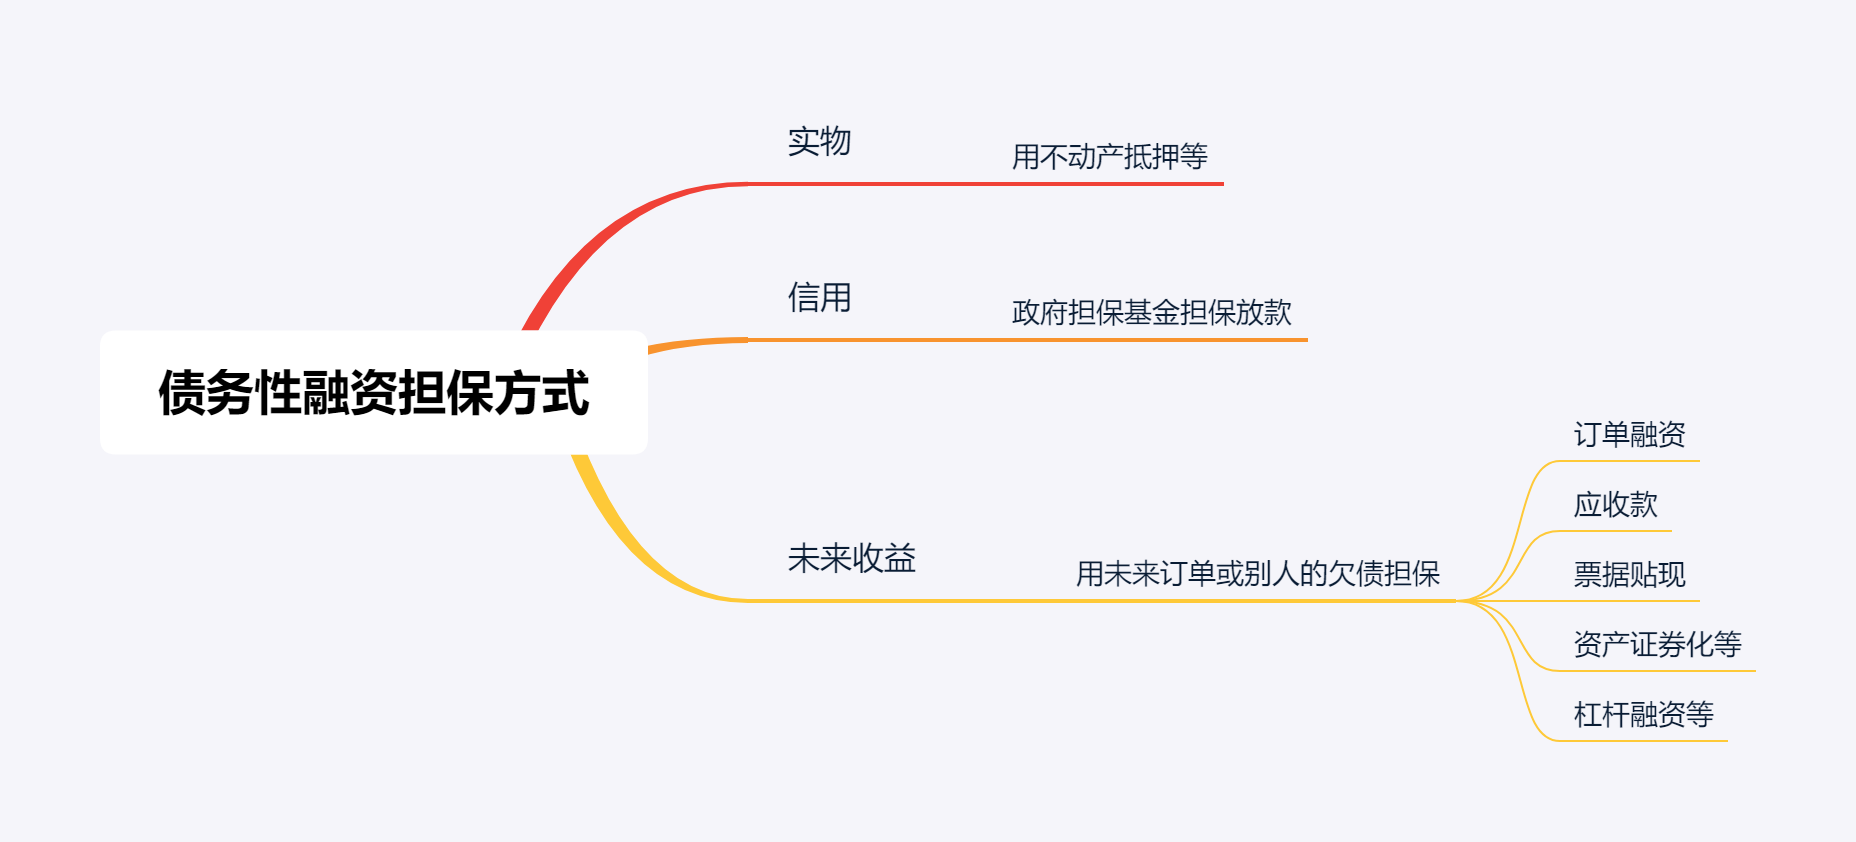 债务性融资担保方式
实物
用不动产抵押等
信用
政府担保基金担保放款
未来收益
用未来订单或别人的欠债担保
订单融资
应收款
票据贴现
资产证券化等
杠杆融资等